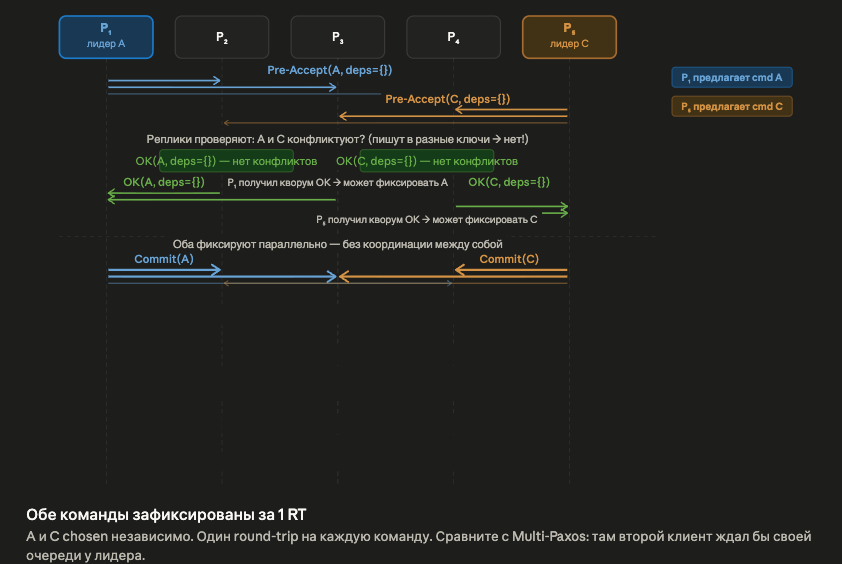 P₁
лидер A
P₂
P₃
P₄
P₅
лидер C
Pre-Accept(A, deps={})
P₁ предлагает cmd A
Pre-Accept(C, deps={})
P₅ предлагает cmd C
Реплики проверяют: A и C конфликтуют? (пишут в разные ключи → нет!)
OK(A, deps={}) — нет конфликтов
OK(C, deps={}) — нет конфликтов
OK(A, deps={})
P₁ получил кворум OK → может фиксировать A
OK(C, deps={})
P₅ получил кворум OK → может фиксировать C
Оба фиксируют параллельно — без координации между собой
Commit(A)
Commit(C)
Обе команды зафиксированы за 1 RT
A и C chosen независимо. Один round-trip на каждую команду. Сравните с Multi-Paxos: там второй клиент ждал бы своей
очереди у лидера.